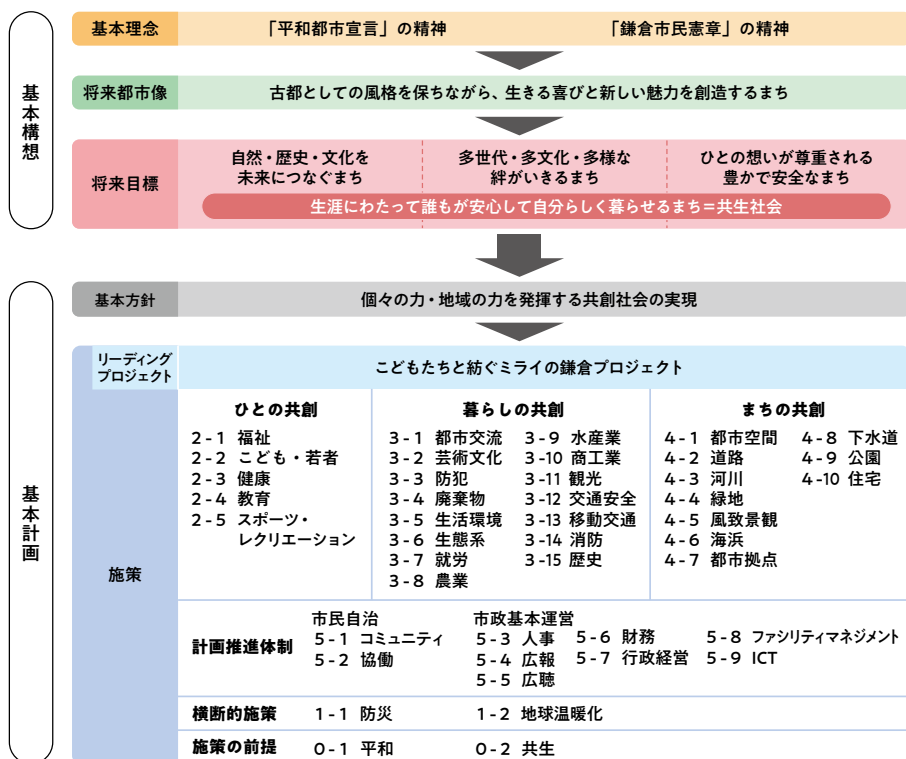 基本構想
基本理念
「平和都市宣言」の精神 「鎌倉市民憲章」の精神
将来都市像
古都としての風格を保ちながら、生きる喜びと新しい魅力を創造するまち
将来目標
自然・歴史・文化を
未来につなぐまち
多世代・多文化・多様な
絆がいきるまち
ひとの想いが尊重される
豊かで安全なまち
生涯にわたって誰もが安心して自分らしく暮らせるまち=共生社会
基本計画
基本方針
個々の力・地域の力を発揮する共創社会の実現
施策
リーディング
プロジェクト
こどもたちと紡ぐミライの鎌倉プロジェクト
ひとの共創
2-1 福祉
2-2 こども・若者
2-3 健康
2-4 教育
2-5 スポーツ・
レクリエーション
暮らしの共創
3-1 都市交流
3-2 芸術文化
3-3 防犯
3-4 廃棄物
3-5 生活環境
3-6 生態系
3-7 就労
3-8 農業
3-9 水産業
3-10 商工業
3-11 観光
3-12 交通安全
3-13 移動交通
3-14 消防
3-15 歴史
まちの共創
4-1 都市空間
4-2 道路
4-3 河川
4-4 緑地
4-5 風致景観
4-6 海浜
4-7 都市拠点
4-8 下水道
4-9 公園
4-10 住宅
計画推進体制
市民自治
5-1 コミュニティ
5-2 協働
市政基本運営
5-3 人事
5-4 広報
5-5 広聴
5-6 財務
5-7 行政経営
5-8 ファシリティマネジメント
5-9 ICT
横断的施策
1-1 防災
1-2 地球温暖化
施策の前提
0-1 平和
0-2 共生